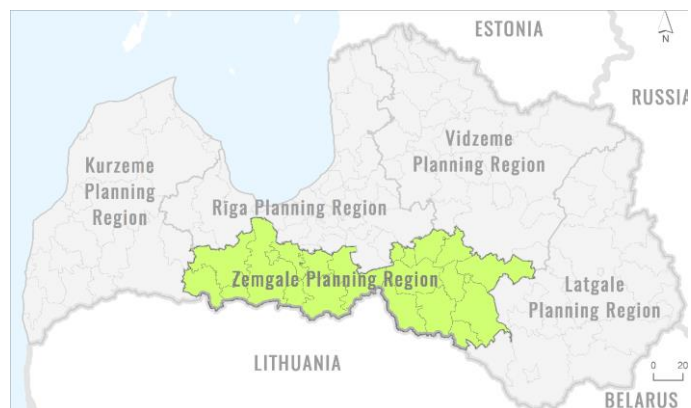 ESTONIA
N
RUSSIA
Vidzeme
Planning Region
Kurzeme
Planning
Region
Rīga Planning Region
Zemgale Planning Region
Latgale
Planning Region
LITHUANIA
0 20
BELARUS